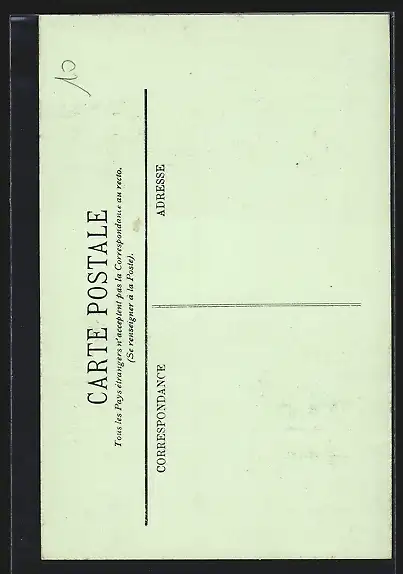 10
CARTE POSTALE
Tous les Pays étrangers n'acceptent pas la Correspondance au recto.
(Se renseigner à la Poste).
CORRESPONDANCE
ADRESSE